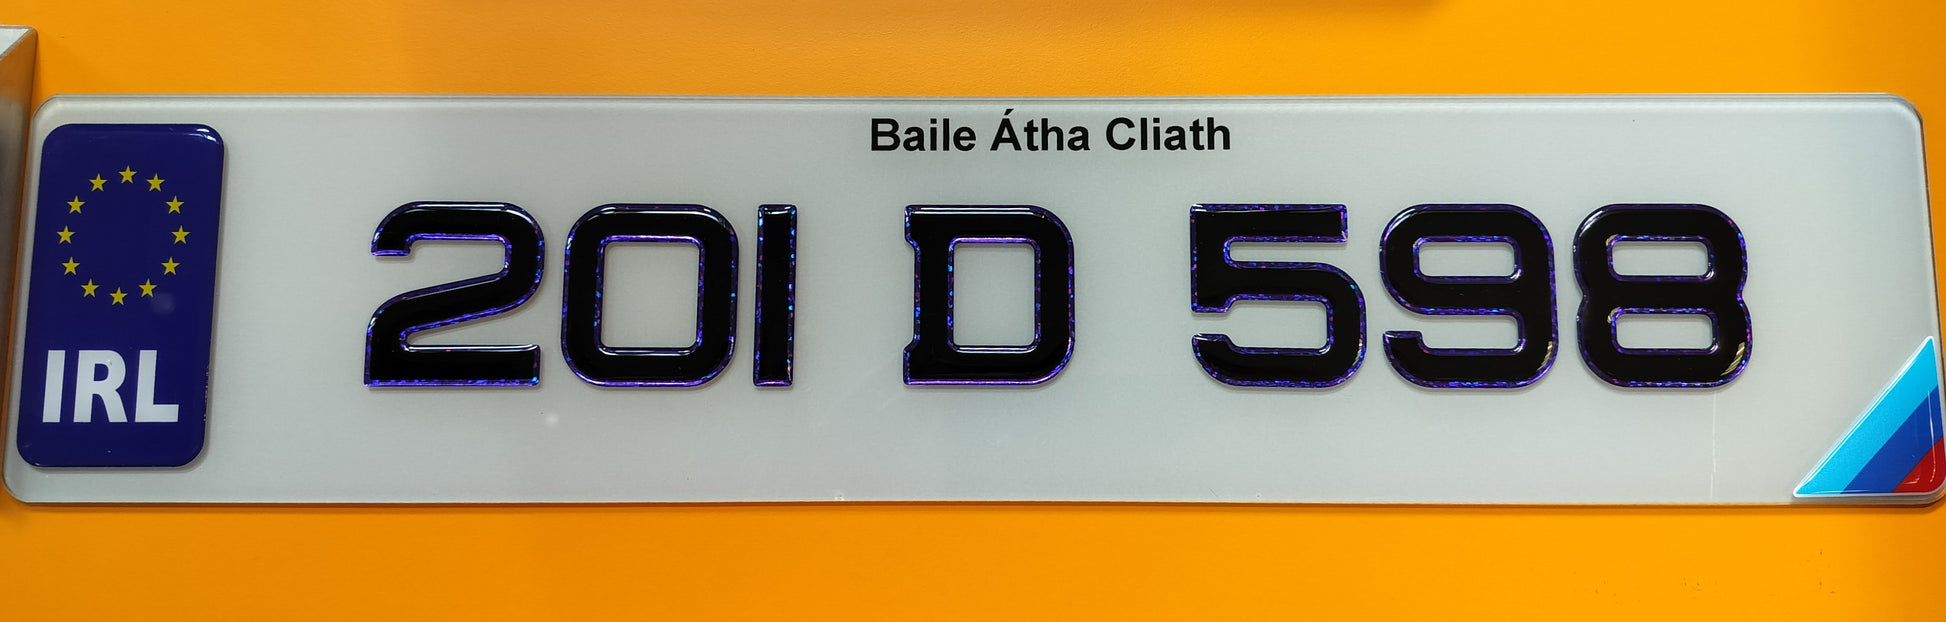 Baile Átha Cliath
IRL
201 D 598